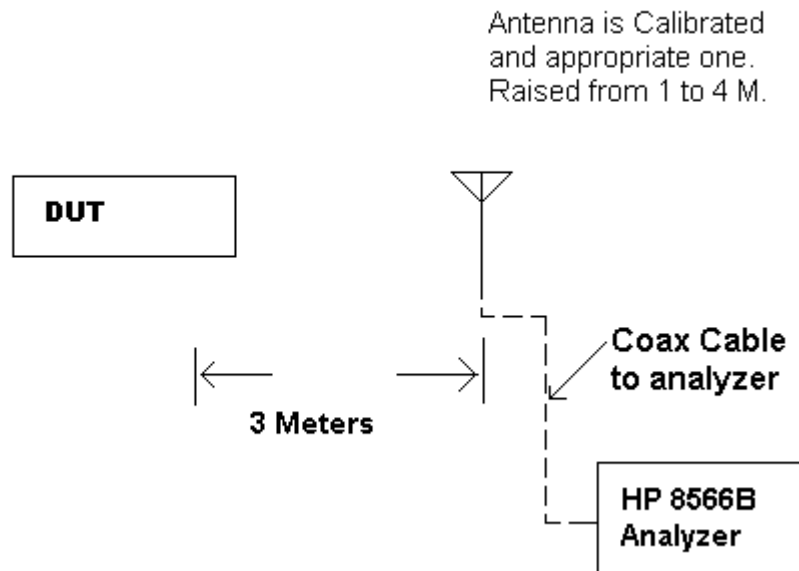 Antenna is Calibrated
and appropriate one.
Raised from 1 to 4 M.
DUT
Coax Cable
to analyzer
3 Meters
HP 8566B
Analyzer